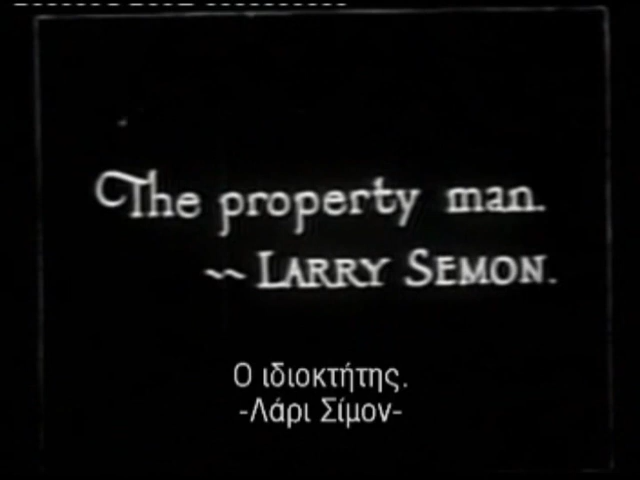 The property man.
~~ LARRY SEMON.
Ο ιδιοκτήτης.
-Λάρι Σίμον-